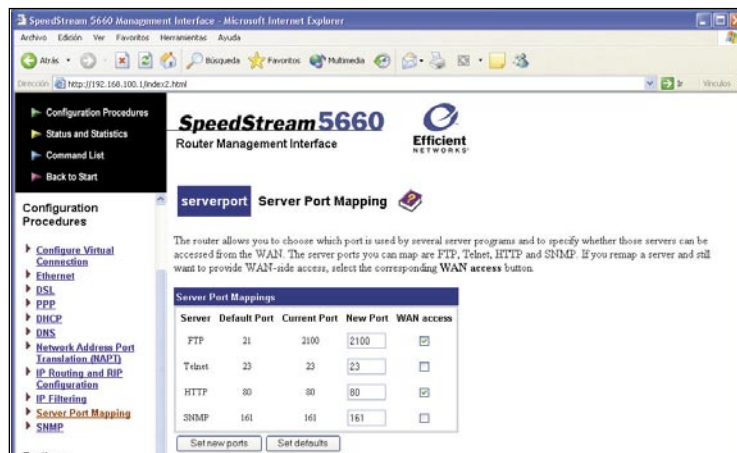 SpeedStream 5660 Management Interface - Microsoft Internet Explorer
Archivo Edición Ver Favoritos Herramientas Ayuda
Atrás Búsqueda Favoritos Multimedia
Dirección http://192.168.100.1/index2.html Ir Vínculos
Configuration Procedures
Status and Statistics
Command List
Back to Start
Configuration
Procedures
Configure Virtual
Connection
Ethernet
DSL
PPP
DHCP
DNS
Network Address Port
Translation (NAPT)
IP Routing and RIP
Configuration
IP Filtering
Server Port Mapping
SNMP
SpeedStream 5660
Router Management Interface
Efficient
NETWORKS
serverport Server Port Mapping
The router allows you to choose which port is used by several server programs and to specify whether those servers can be
accessed from the WAN. The server ports you can map are FTP, Telnet, HTTP and SNMP. If you remap a server and still
want to provide WAN-side access, select the corresponding WAN access button.
Server Port Mappings
Server Default Port Current Port New Port WAN access
FTP 21 2100 2100
Telnet 23 23 23
HTTP 80 80 80
SNMP 161 161 161
Set new ports Set defaults